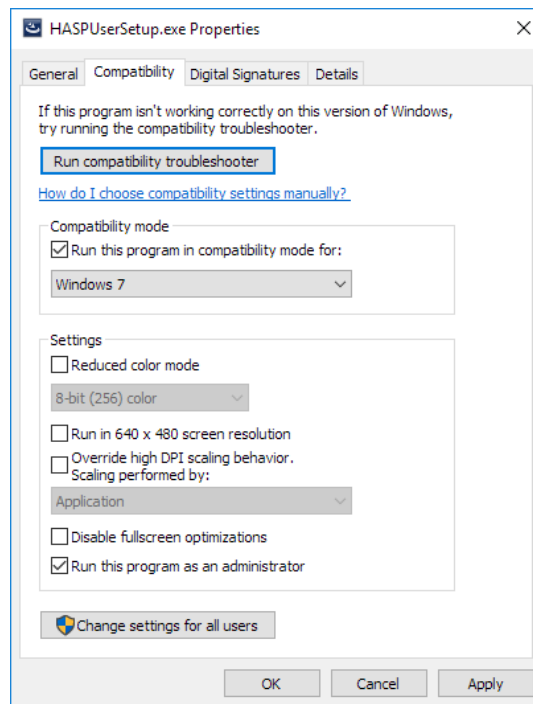 HASPUserSetup.exe Properties
General Compatibility Digital Signatures Details
If this program isn't working correctly on this version of Windows,
try running the compatibility troubleshooter.
Run compatibility troubleshooter
How do I choose compatibility settings manually?
Compatibility mode
Run this program in compatibility mode for:
Windows 7
Settings
Reduced color mode
8-bit (256) color
Run in 640 x 480 screen resolution
Override high DPI scaling behavior.
Scaling performed by:
Application
Disable fullscreen optimizations
Run this program as an administrator
Change settings for all users
OK Cancel Apply